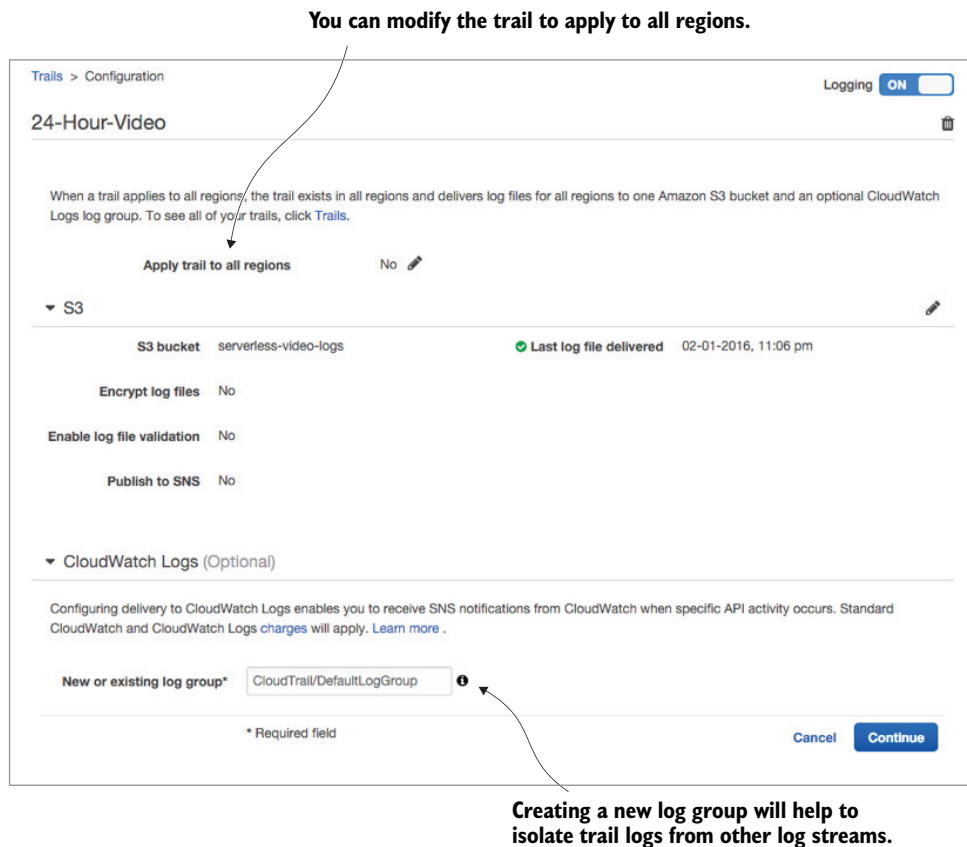 You can modify the trail to apply to all regions.
Trails > Configuration
Logging ON
24-Hour-Video
When a trail applies to all regions, the trail exists in all regions and delivers log files for all regions to one Amazon S3 bucket and an optional CloudWatch
Logs log group. To see all of your trails, click Trails.
Apply trail to all regions No
S3
S3 bucket serverless-video-logs Last log file delivered 02-01-2016, 11:06 pm
Encrypt log files No
Enable log file validation No
Publish to SNS No
CloudWatch Logs (Optional)
Configuring delivery to CloudWatch Logs enables you to receive SNS notifications from CloudWatch when specific API activity occurs. Standard
CloudWatch and CloudWatch Logs charges will apply. Learn more .
New or existing log group* CloudTrail/DefaultLogGroup
* Required field Cancel Continue
Creating a new log group will help to
isolate trail logs from other log streams.